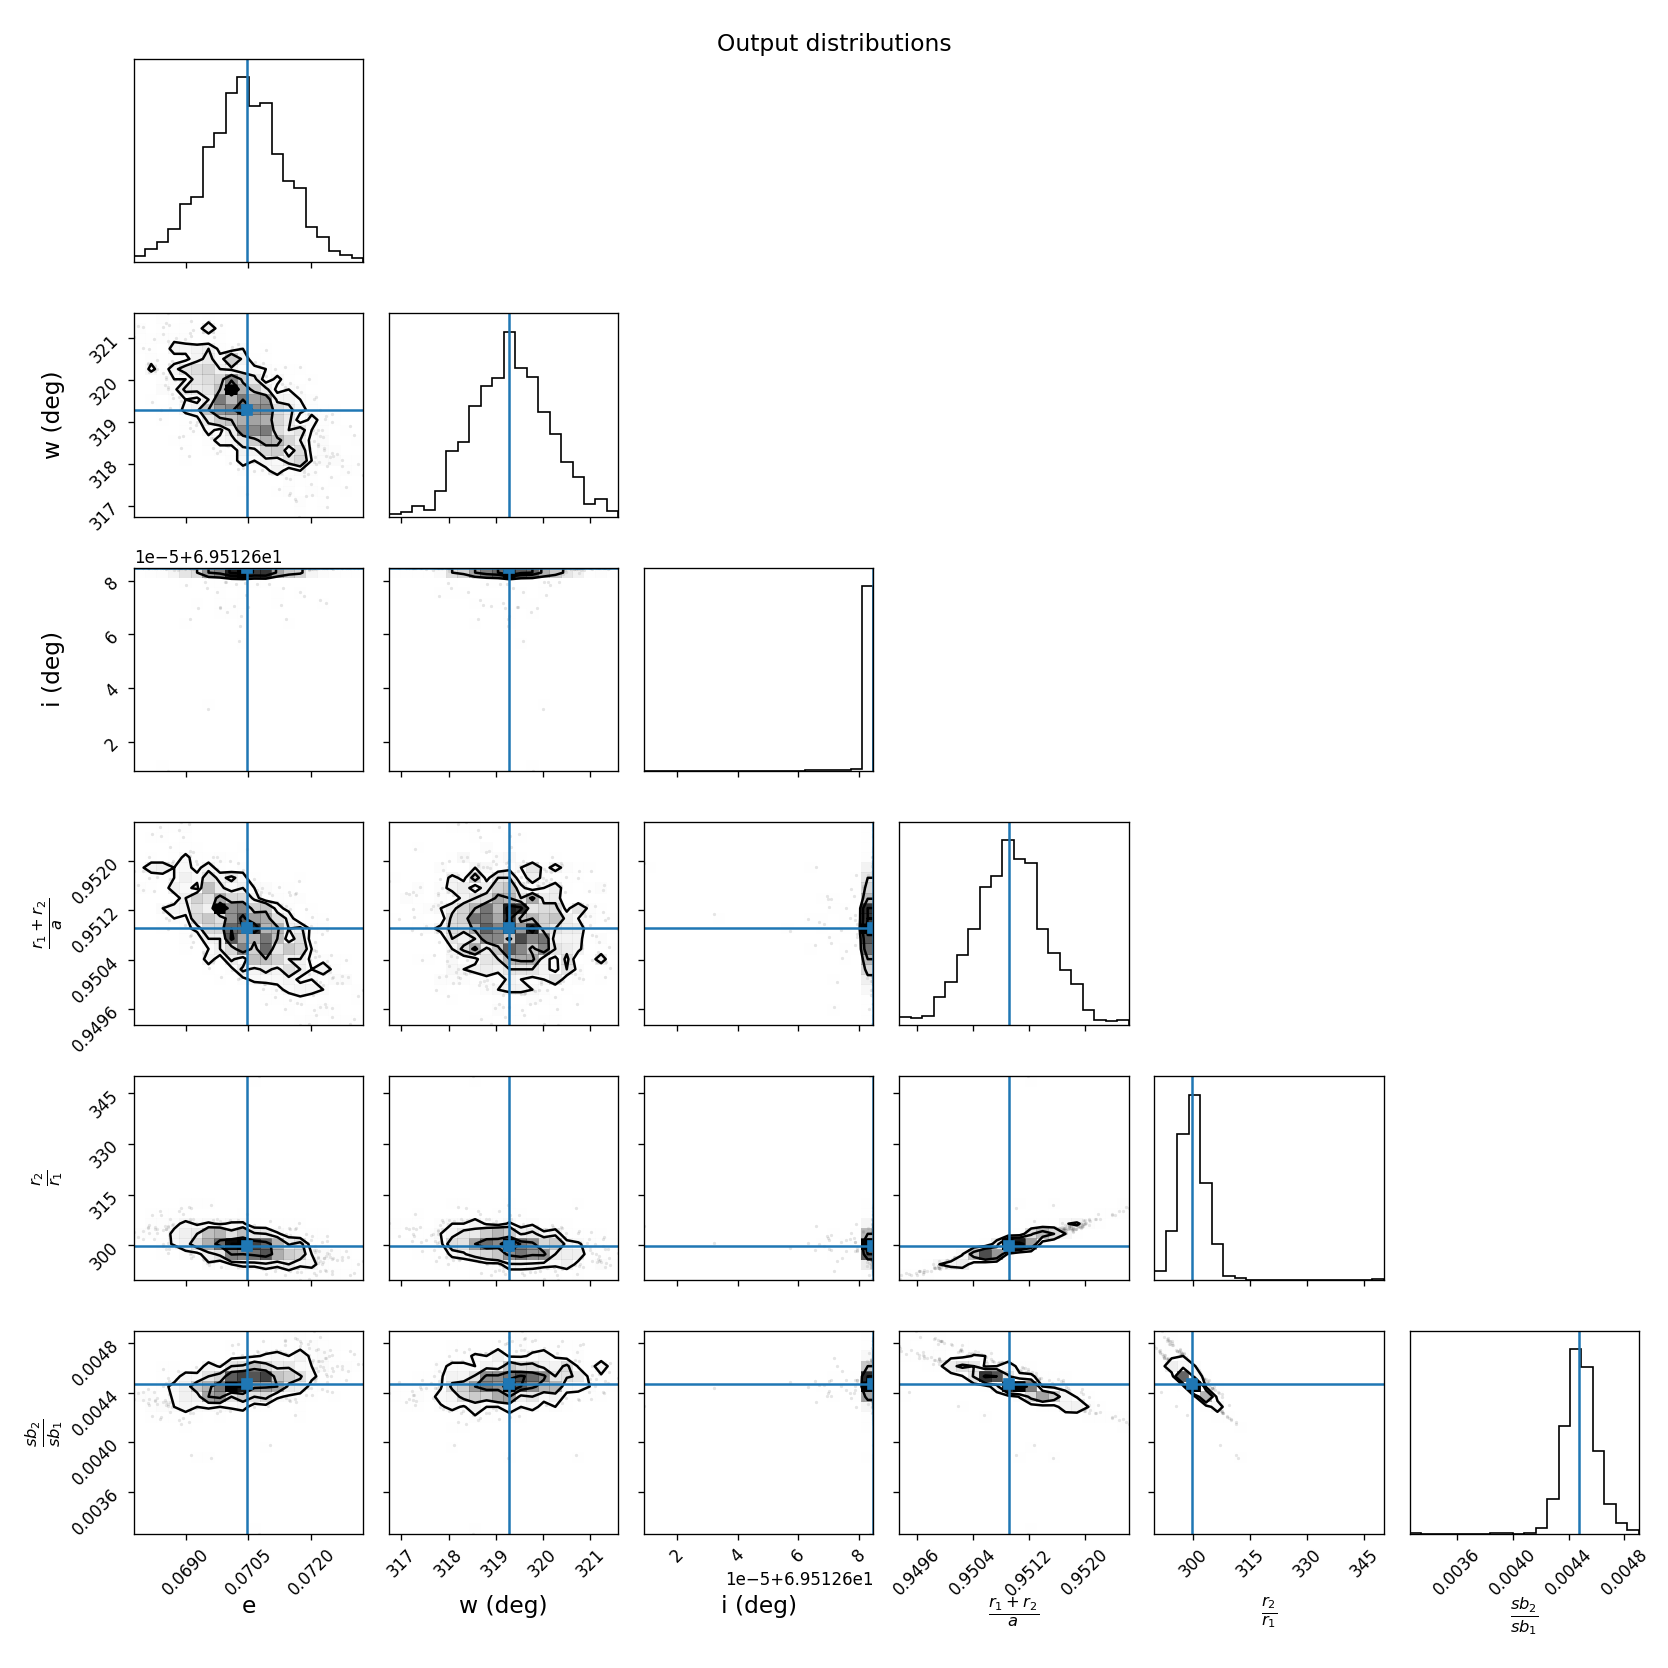 Output distributions
w (deg)
321
320
319
318
317
1e−5+6.95126e1
i (deg)
8
6
4
2
r₁ + r₂
a
0.9520
0.9512
0.9504
0.9496
r₂
r₁
345
330
315
300
sb₂
sb₁
0.0048
0.0044
0.0040
0.0036
0.0690 0.0705 0.0720 317 318 319 320 321 2 4 6 8 0.9496 0.9504 0.9512 0.9520 300 315 330 345 0.0036 0.0040 0.0044 0.0048
1e−5+6.95126e1
e w (deg) i (deg)
r₁ + r₂
a
r₂
r₁
sb₂
sb₁